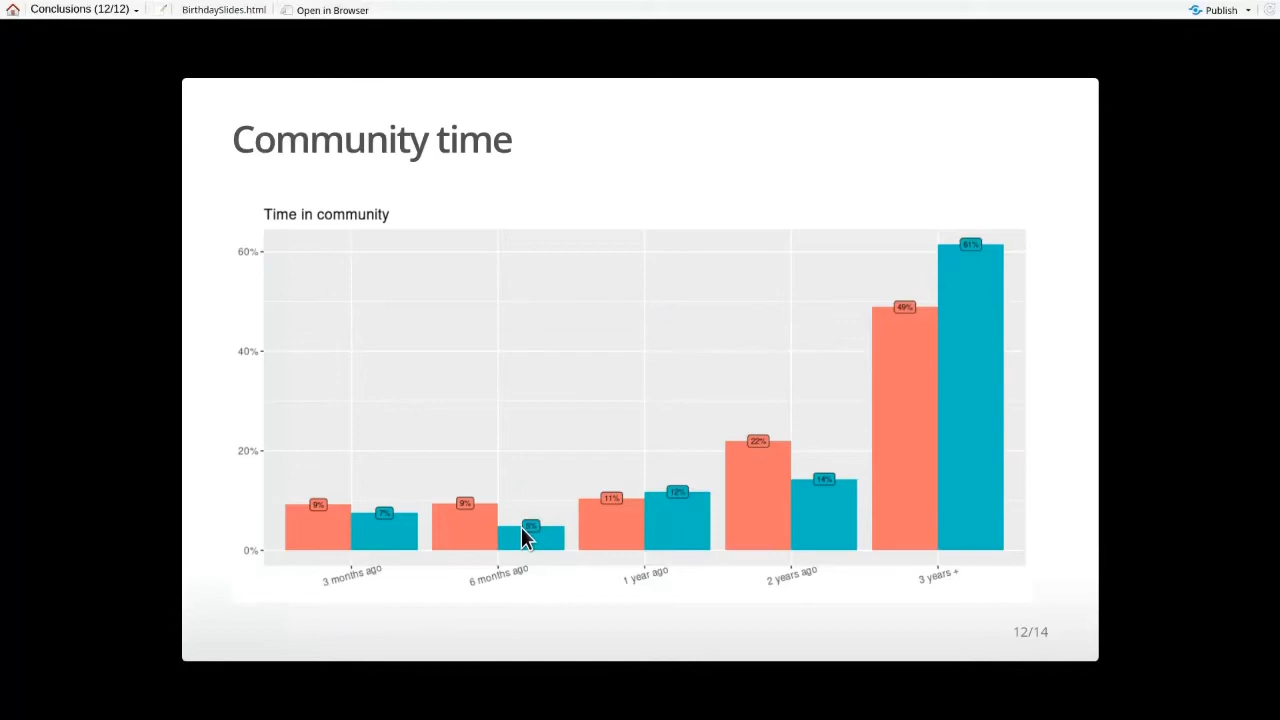 Conclusions (12/12)
BirthdaySlides.html
Open in Browser
Publish
Community time
Time in community
60%
40%
20%
0%
9%
7%
9%
11%
12%
22%
14%
49%
61%
3 months ago
6 months ago
1 year ago
2 years ago
3 years +
12/14